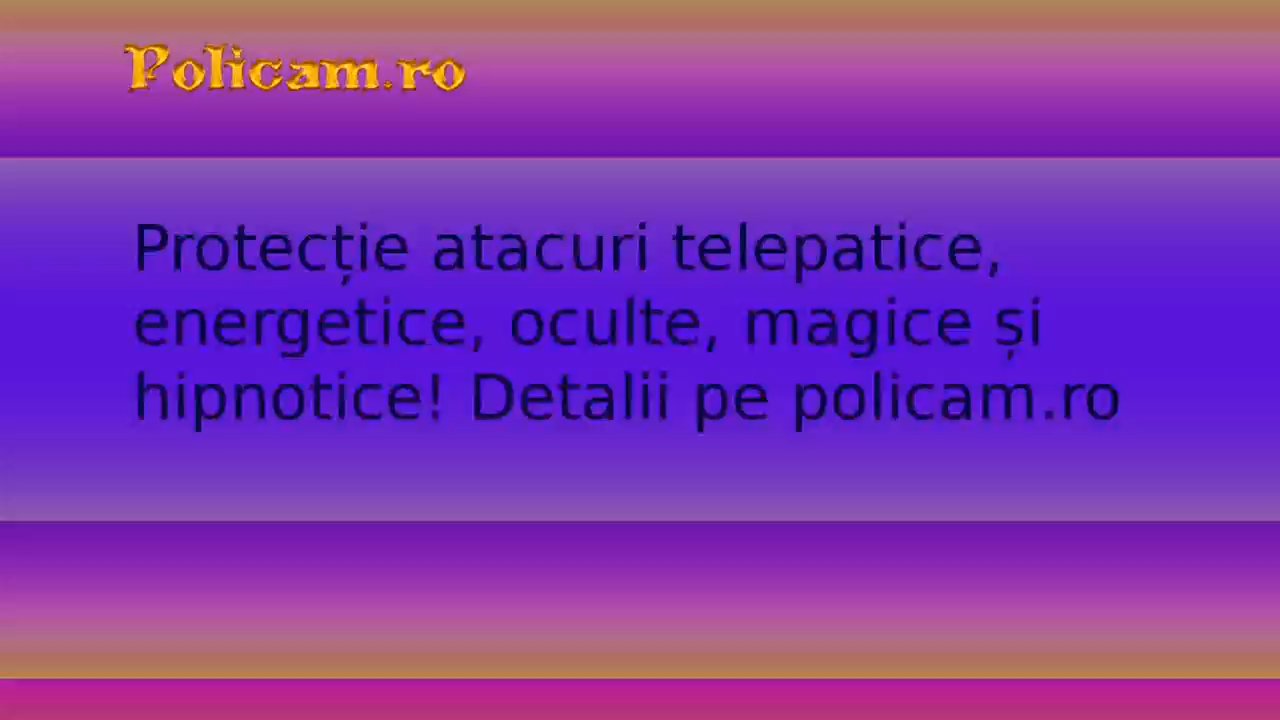 Policam.ro
Protecție atacuri telepatice,
energetice, oculte, magice și
hipnotice! Detalii pe policam.ro